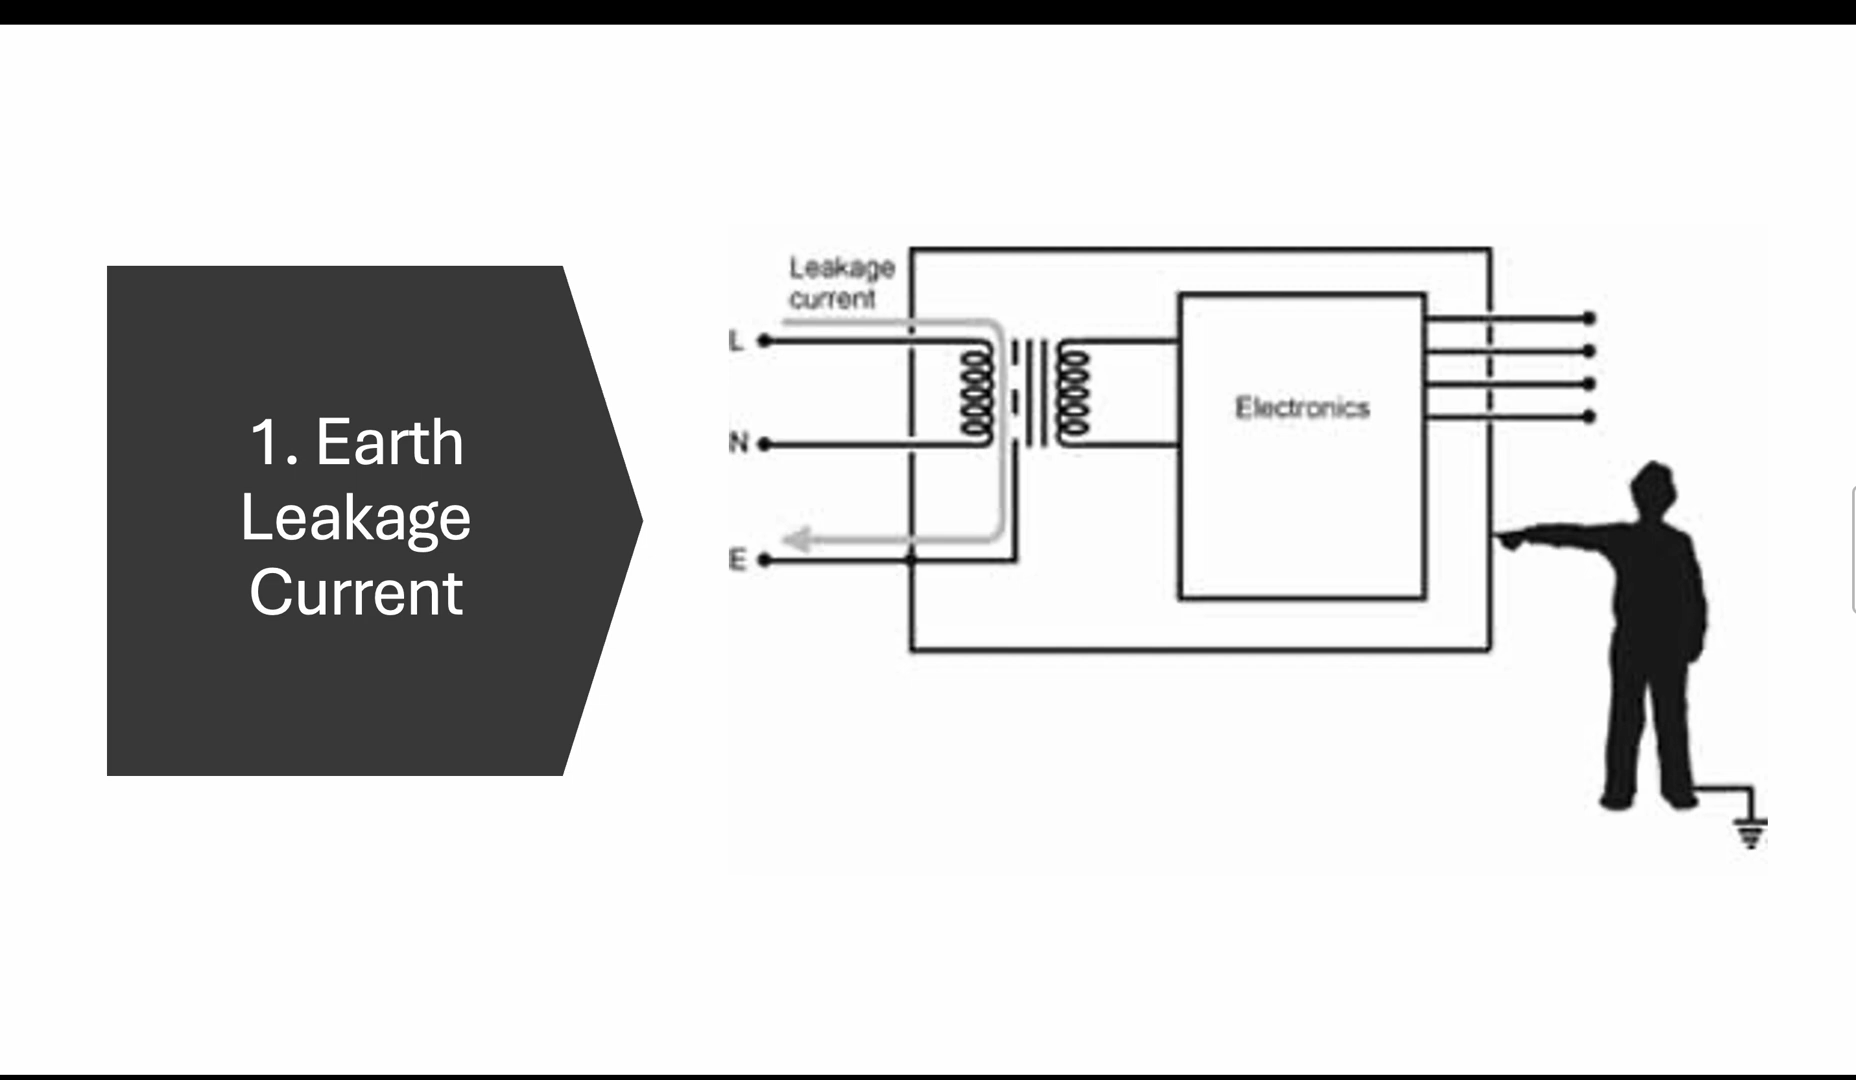 1. Earth
Leakage
Current
Leakage
current
L
N
E
Electronics